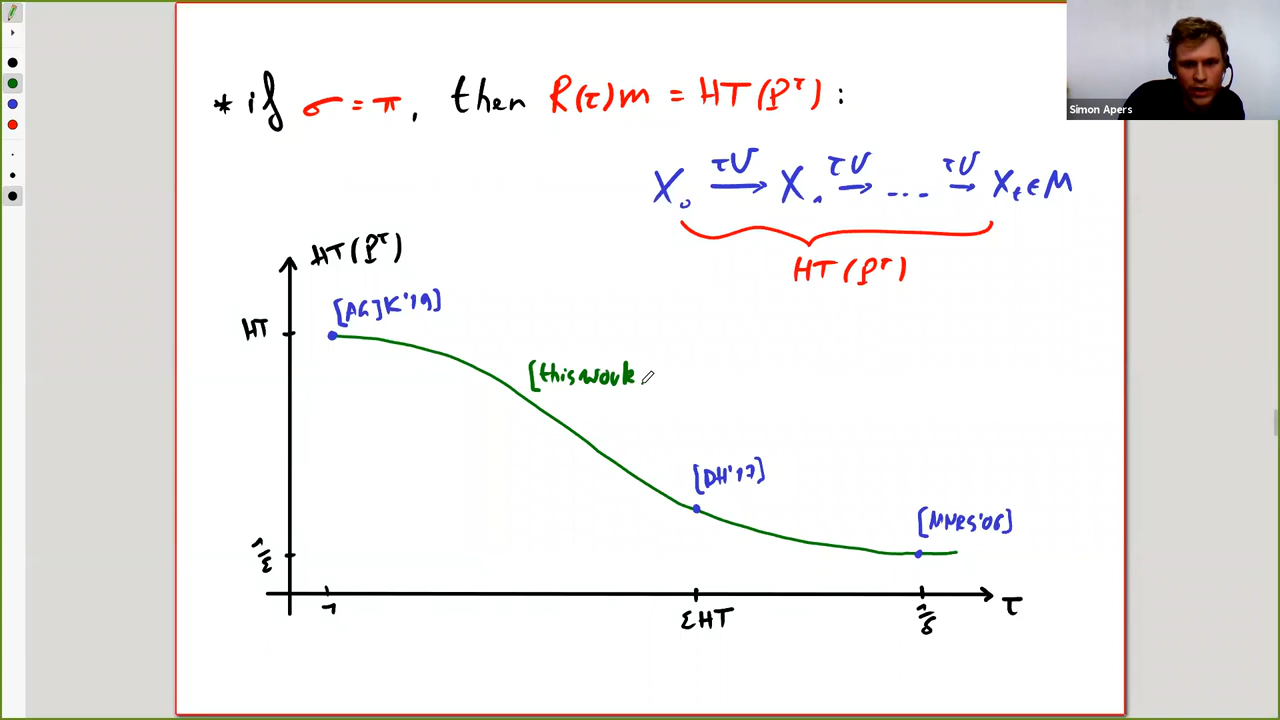 * if σ = π, then R(τ)m = HT(P^τ) :
Simon Apers
X₀ →^{τU} X₁ →^{τU} ... →^{τU} X_t ∈ M
HT(P^τ)
HT(P^τ)
[AGJK'19]
HT
[this work
[DH'17]
[MNRS'06]
1/ε
1
εHT
1/δ
τ